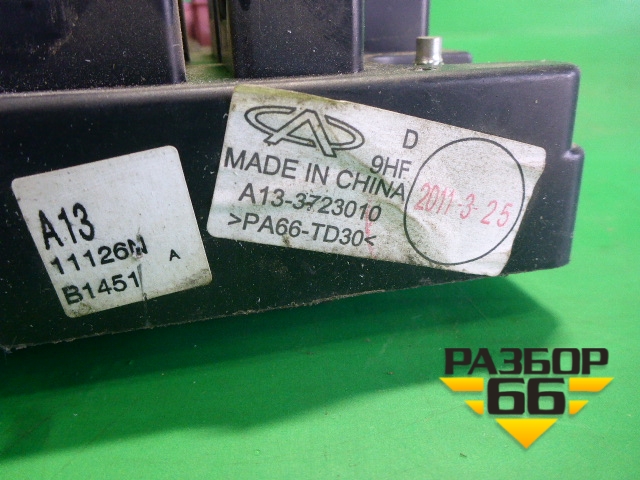 A13
11126N A
B1451
D
9HF
MADE IN CHINA
A13-3723010
>PA66-TD30<
2011-3-25
РАЗБОР
66